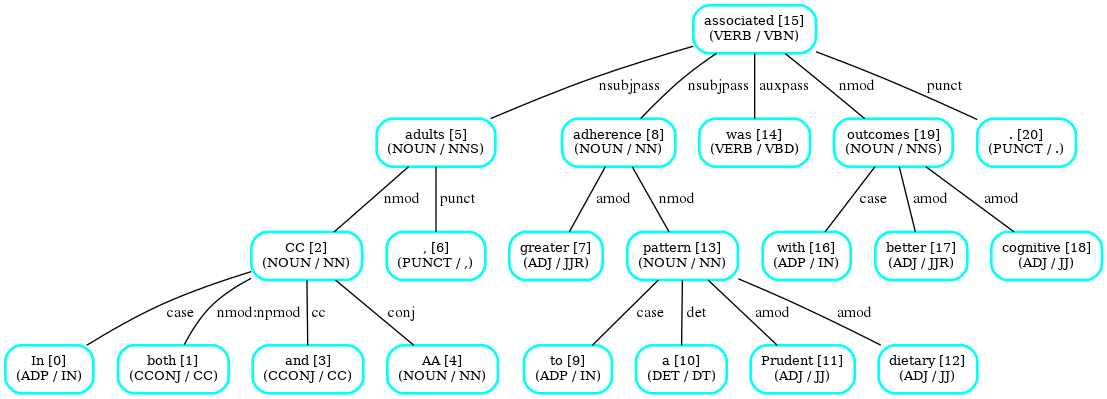 associated [15]
(VERB / VBN)
nsubjpass
nsubjpass
auxpass
nmod
punct
adults [5]
(NOUN / NNS)
adherence [8]
(NOUN / NN)
was [14]
(VERB / VBD)
outcomes [19]
(NOUN / NNS)
. [20]
(PUNCT / .)
nmod
punct
amod
nmod
case
amod
amod
CC [2]
(NOUN / NN)
, [6]
(PUNCT / ,)
greater [7]
(ADJ / JJR)
pattern [13]
(NOUN / NN)
with [16]
(ADP / IN)
better [17]
(ADJ / JJR)
cognitive [18]
(ADJ / JJ)
case
nmod:npmod
cc
conj
case
det
amod
amod
In [0]
(ADP / IN)
both [1]
(CCONJ / CC)
and [3]
(CCONJ / CC)
AA [4]
(NOUN / NN)
to [9]
(ADP / IN)
a [10]
(DET / DT)
Prudent [11]
(ADJ / JJ)
dietary [12]
(ADJ / JJ)